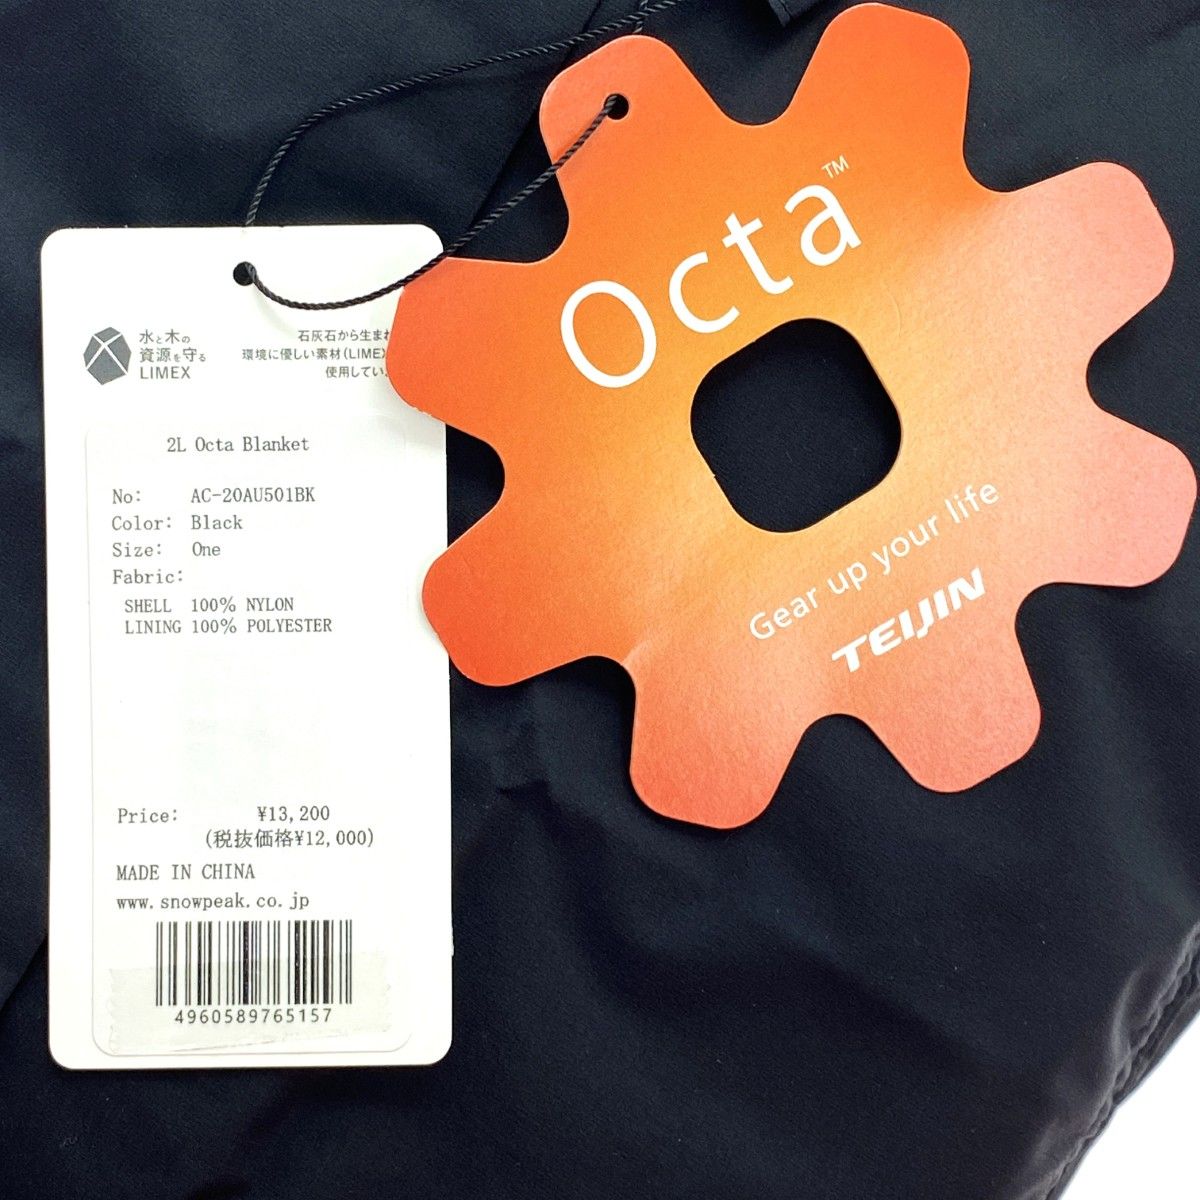 水と木の
資源を守る
LIMEX
石灰石から生まれ
環境に優しい素材(LIMEX
使用してい
2L Octa Blanket
No: AC-20AU501BK
Color: Black
Size: One
Fabric:
SHELL 100% NYLON
LINING 100% POLYESTER
Price: ¥13,200
(税抜価格¥12,000)
MADE IN CHINA
www.snowpeak.co.jp
4960589765157
Octa™
Gear up your life
TEIJIN